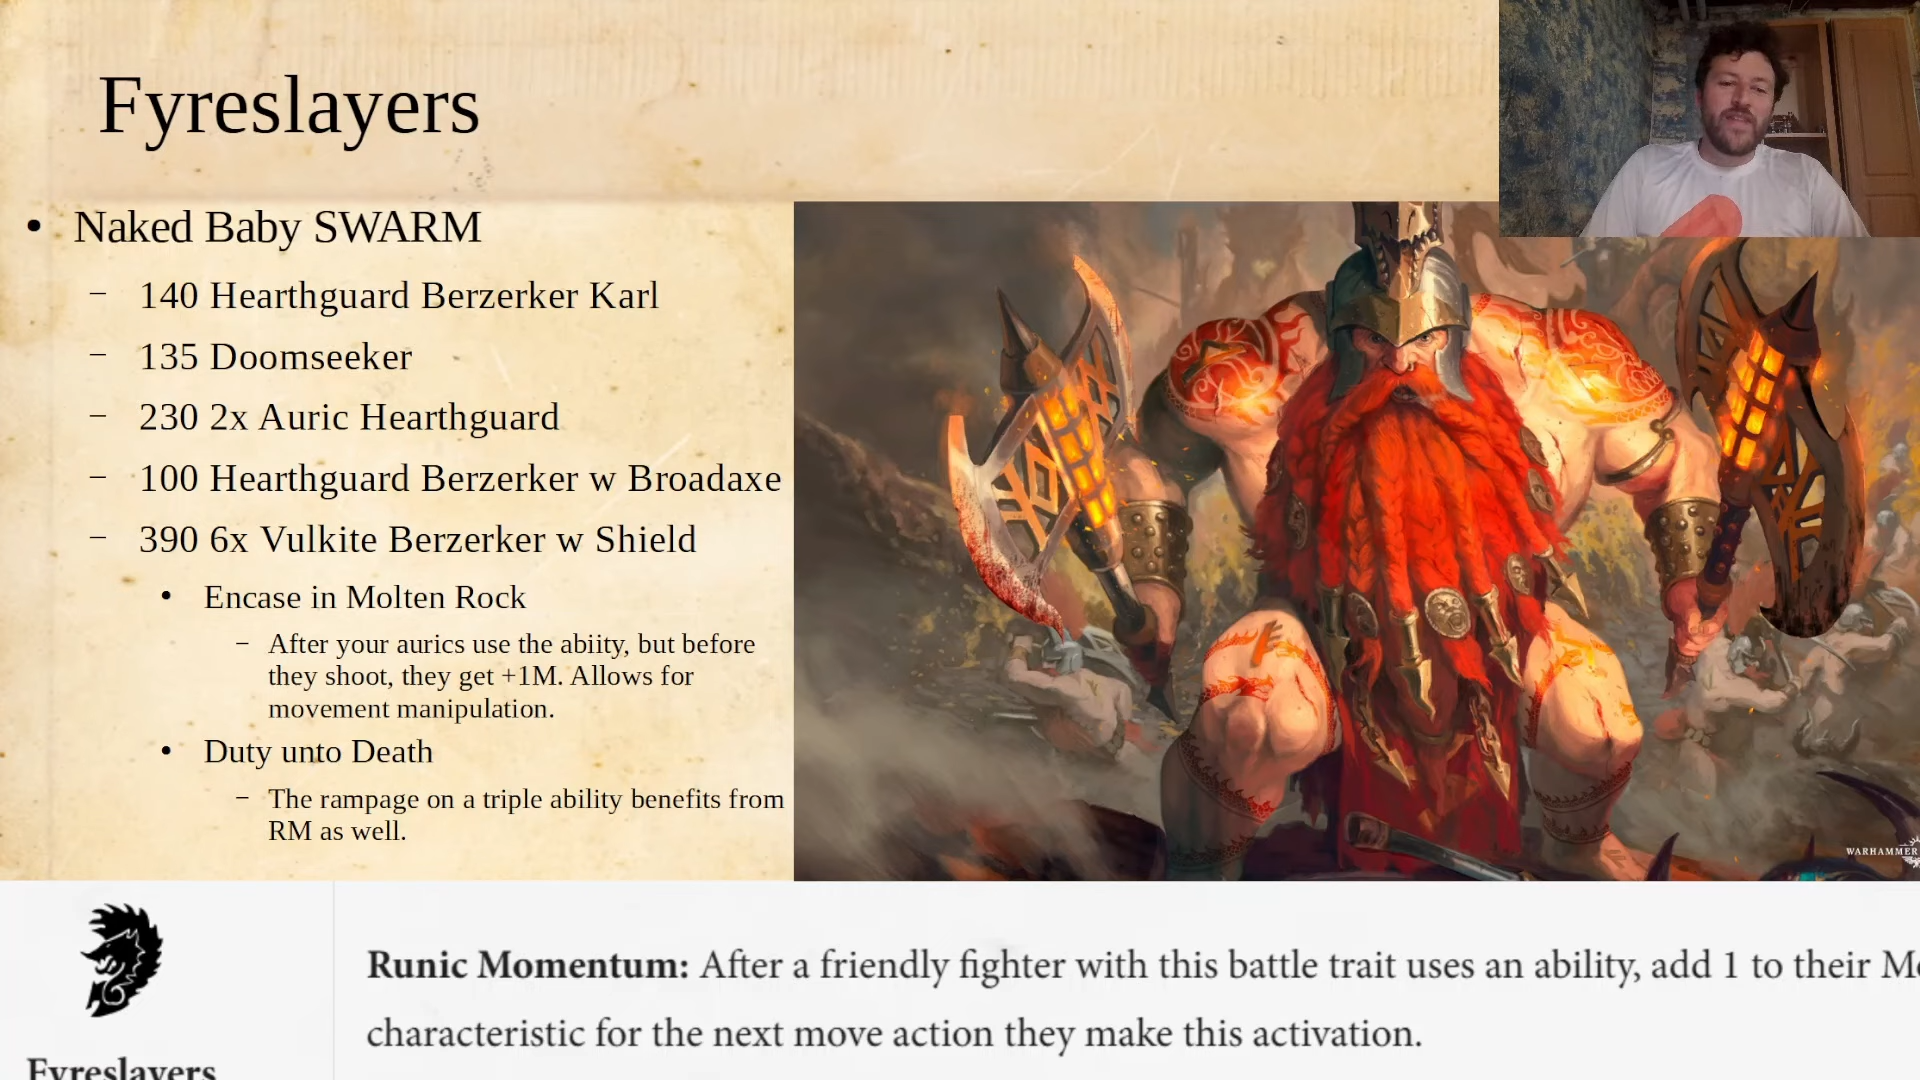 Fyreslayers
• Naked Baby SWARM
– 140 Hearthguard Berzerker Karl
– 135 Doomseeker
– 230 2x Auric Hearthguard
– 100 Hearthguard Berzerker w Broadaxe
– 390 6x Vulkite Berzerker w Shield
• Encase in Molten Rock
– After your aurics use the abiity, but before
they shoot, they get +1M. Allows for
movement manipulation.
• Duty unto Death
– The rampage on a triple ability benefits from
RM as well.
WARHAMMER
Runic Momentum: After a friendly fighter with this battle trait uses an ability, add 1 to their
characteristic for the next move action they make this activation.
Fyreslayers